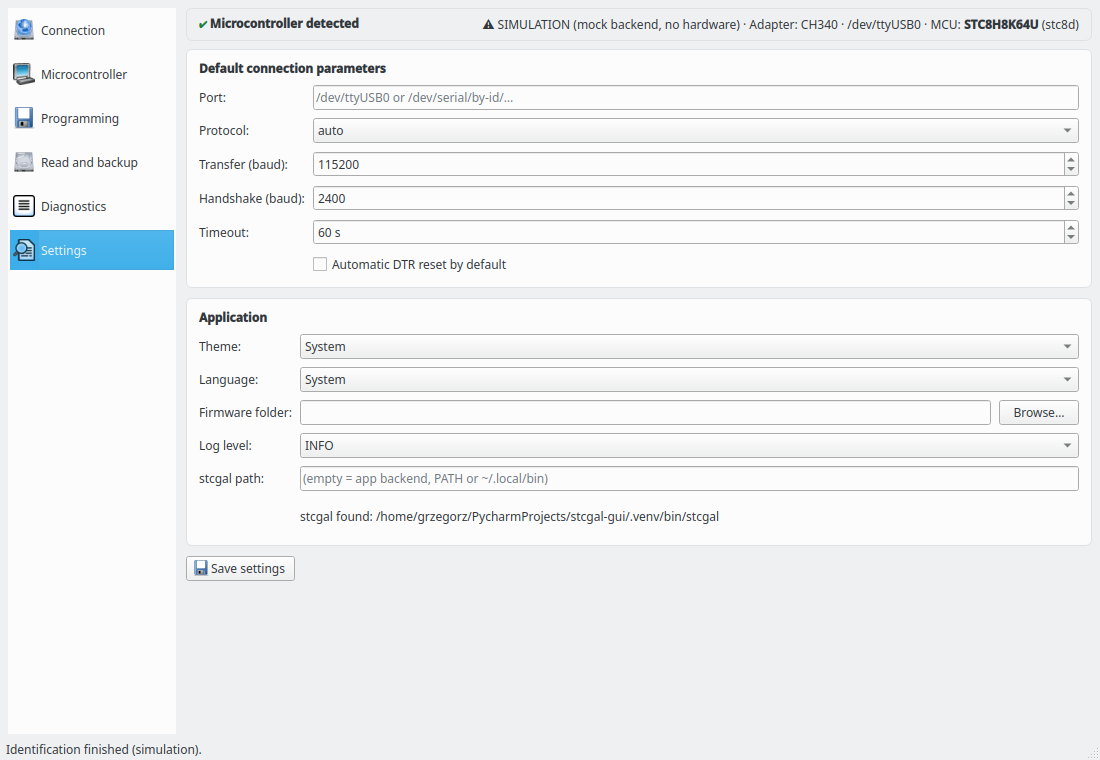 Connection
Microcontroller
Programming
Read and backup
Diagnostics
Settings
✔ Microcontroller detected
⚠ SIMULATION (mock backend, no hardware) · Adapter: CH340 · /dev/ttyUSB0 · MCU: STC8H8K64U (stc8d)
Default connection parameters
Port: /dev/ttyUSB0 or /dev/serial/by-id/...
Protocol: auto
Transfer (baud): 115200
Handshake (baud): 2400
Timeout: 60 s
Automatic DTR reset by default
Application
Theme: System
Language: System
Firmware folder: Browse...
Log level: INFO
stcgal path: (empty = app backend, PATH or ~/.local/bin)
stcgal found: /home/grzegorz/PycharmProjects/stcgal-gui/.venv/bin/stcgal
Save settings
Identification finished (simulation).